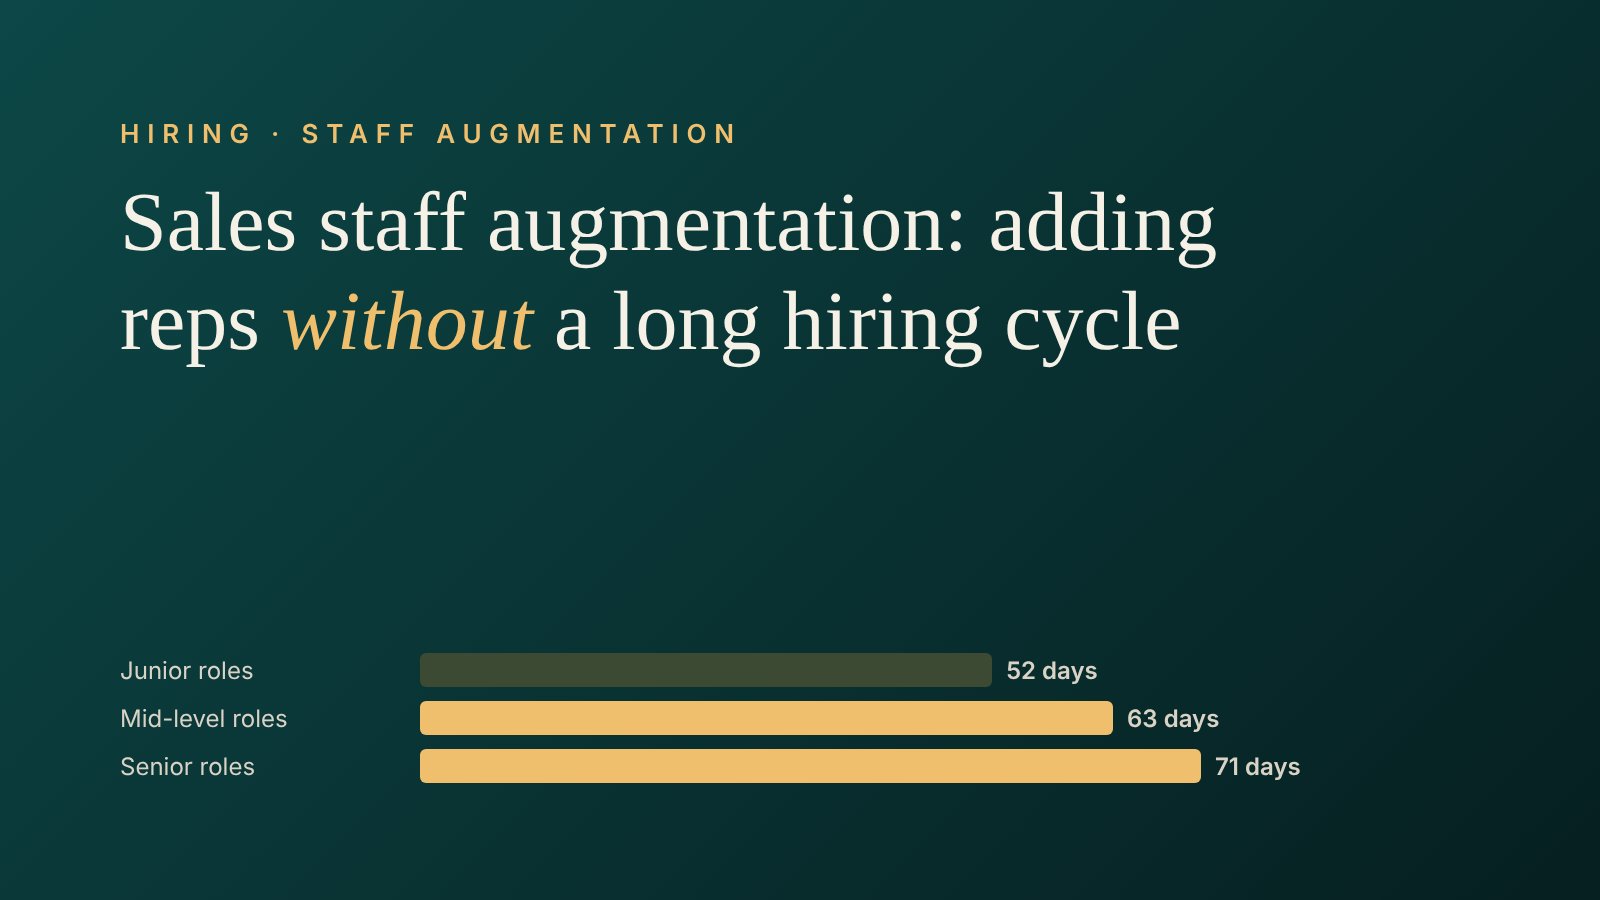 HIRING · STAFF AUGMENTATION
Sales staff augmentation: adding
reps without a long hiring cycle
Junior roles 52 days
Mid-level roles 63 days
Senior roles 71 days